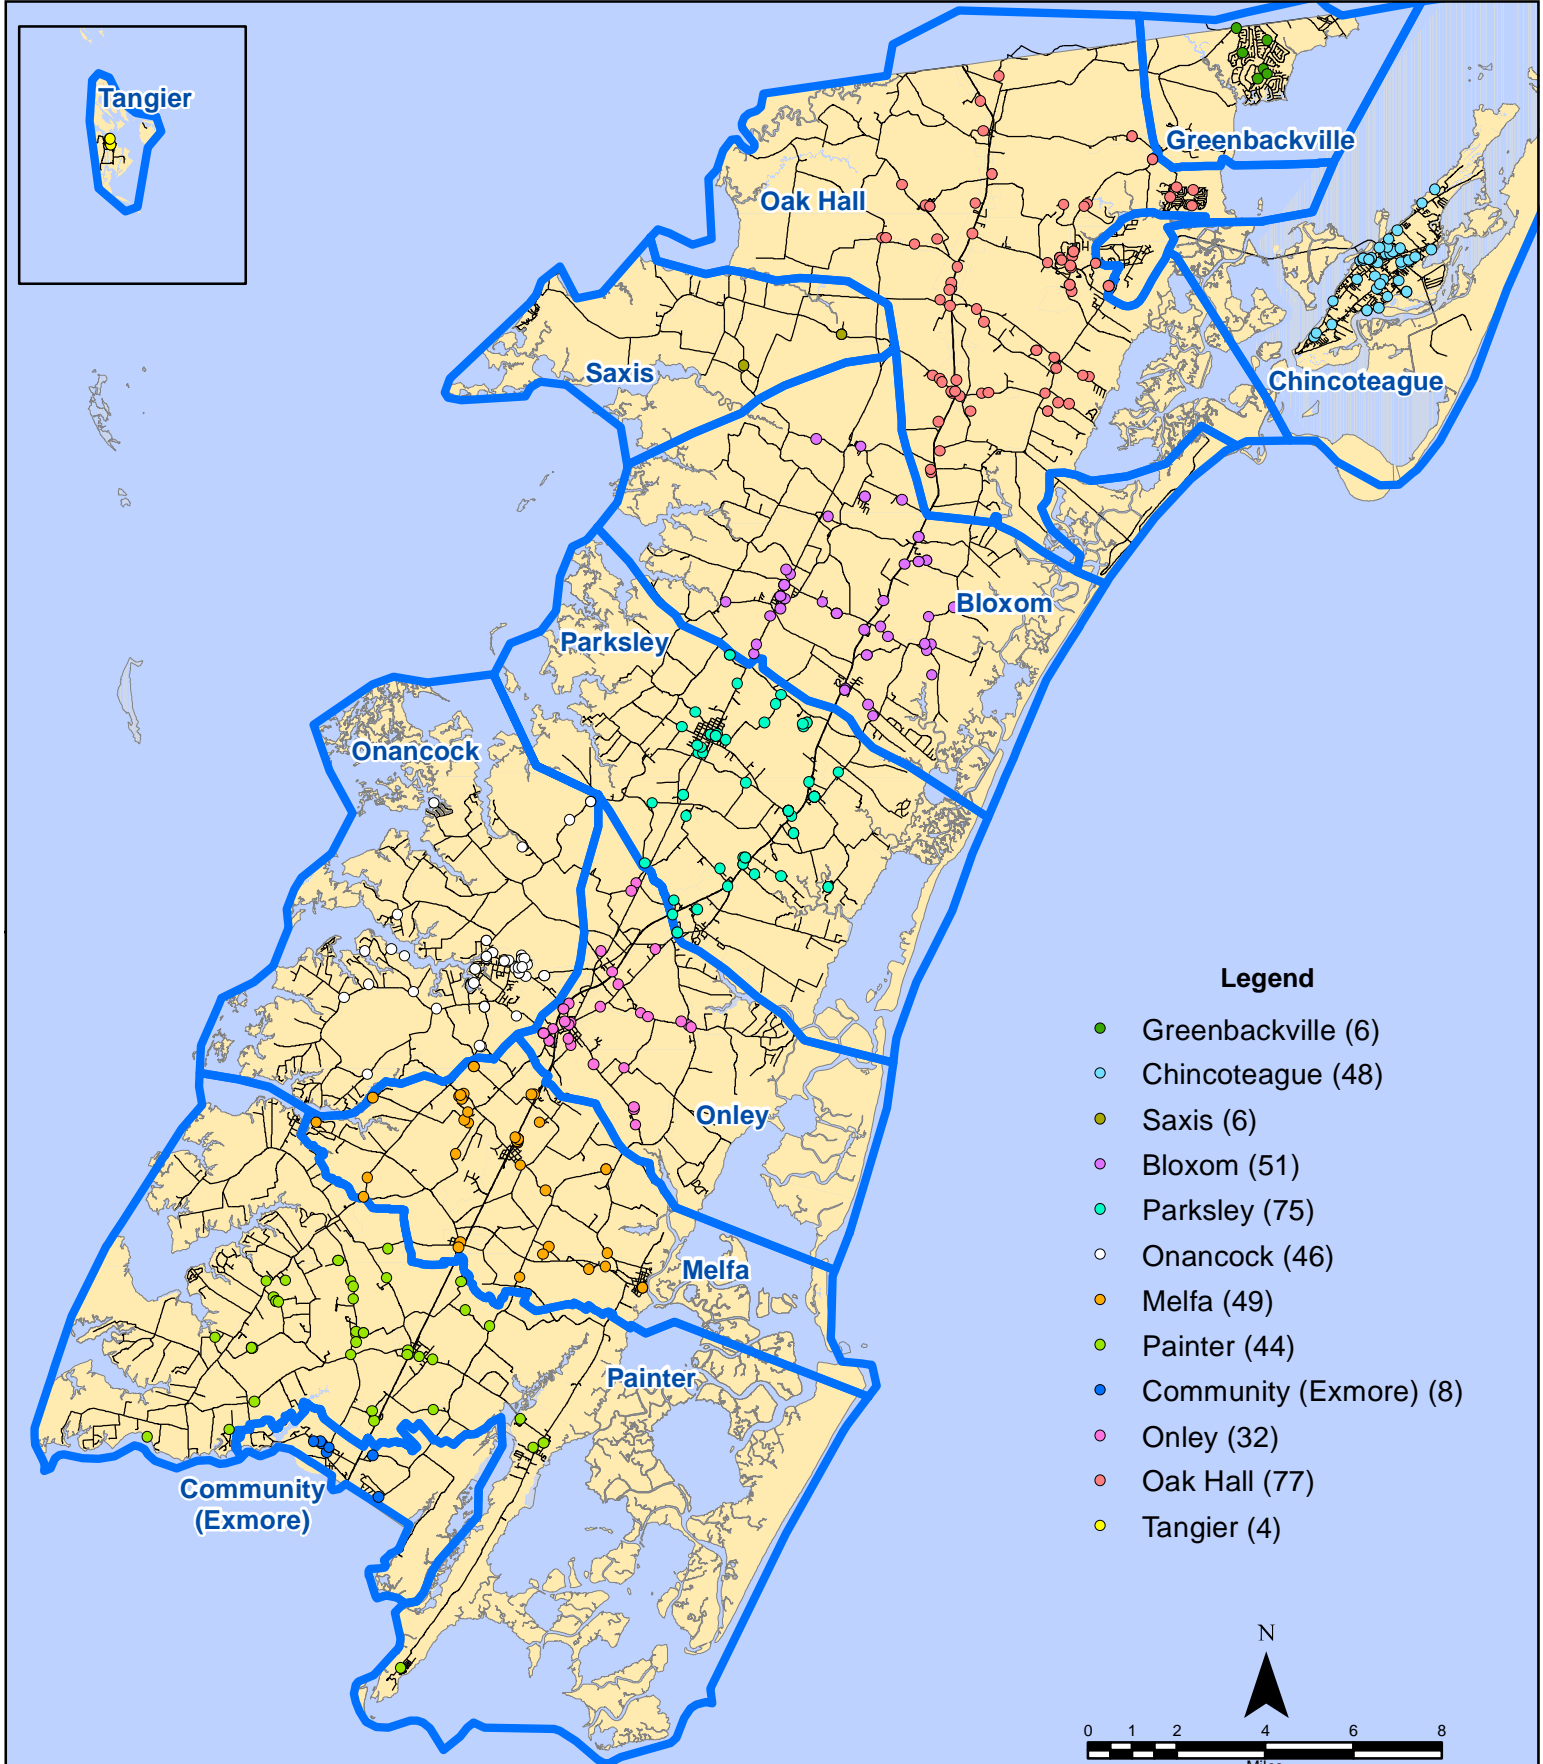 Tangier
Greenbackville
Oak Hall
Saxis
Chincoteague
Bloxom
Parksley
Onancock
Onley
Melfa
Painter
Community
(Exmore)
Legend
Greenbackville (6)
Chincoteague (48)
Saxis (6)
Bloxom (51)
Parksley (75)
Onancock (46)
Melfa (49)
Painter (44)
Community (Exmore) (8)
Onley (32)
Oak Hall (77)
Tangier (4)
N
0 1 2 4 6 8
Miles